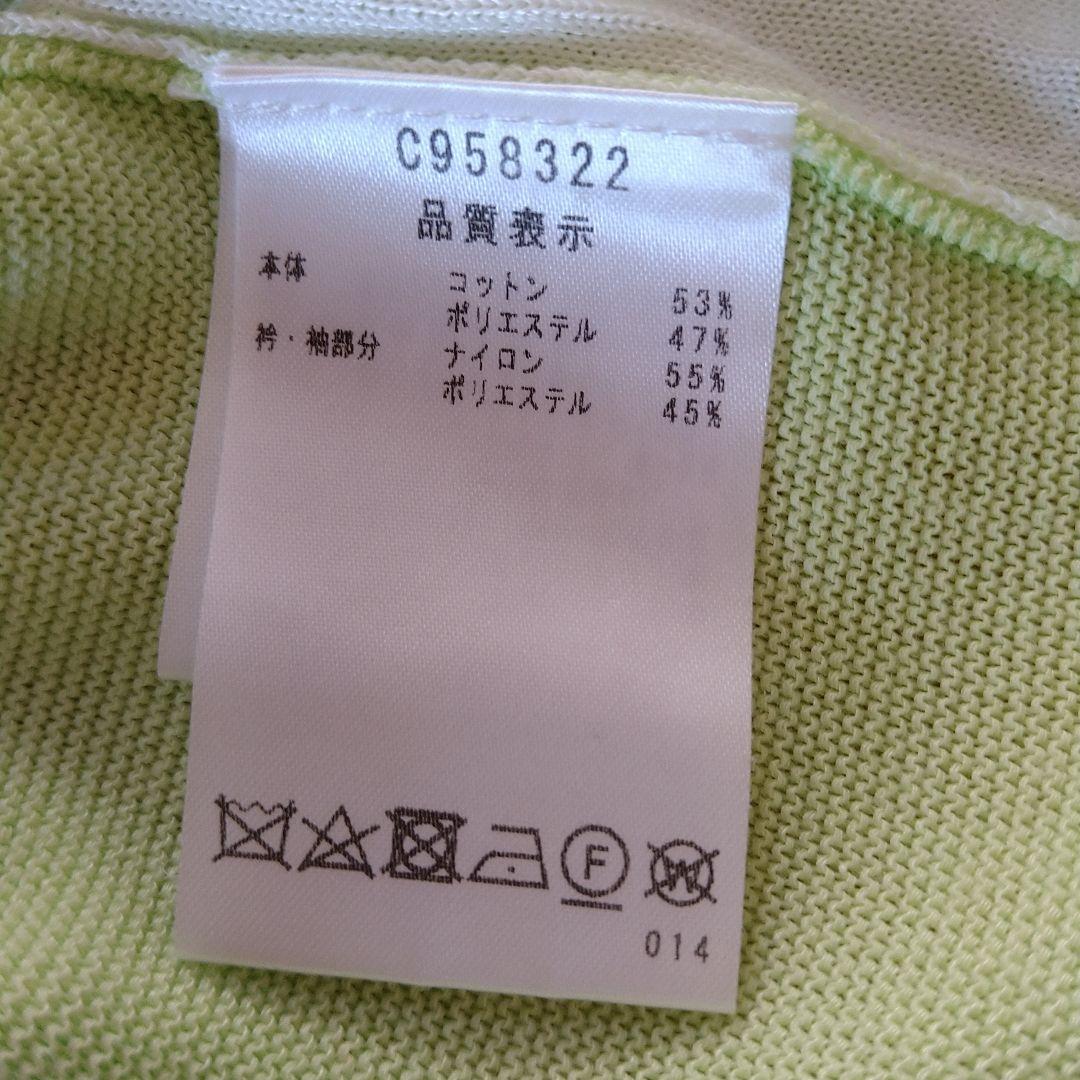 C958322
品質表示
本体 コットン 53%
ポリエステル 47%
衿・袖部分 ナイロン 55%
ポリエステル 45%
F W
014